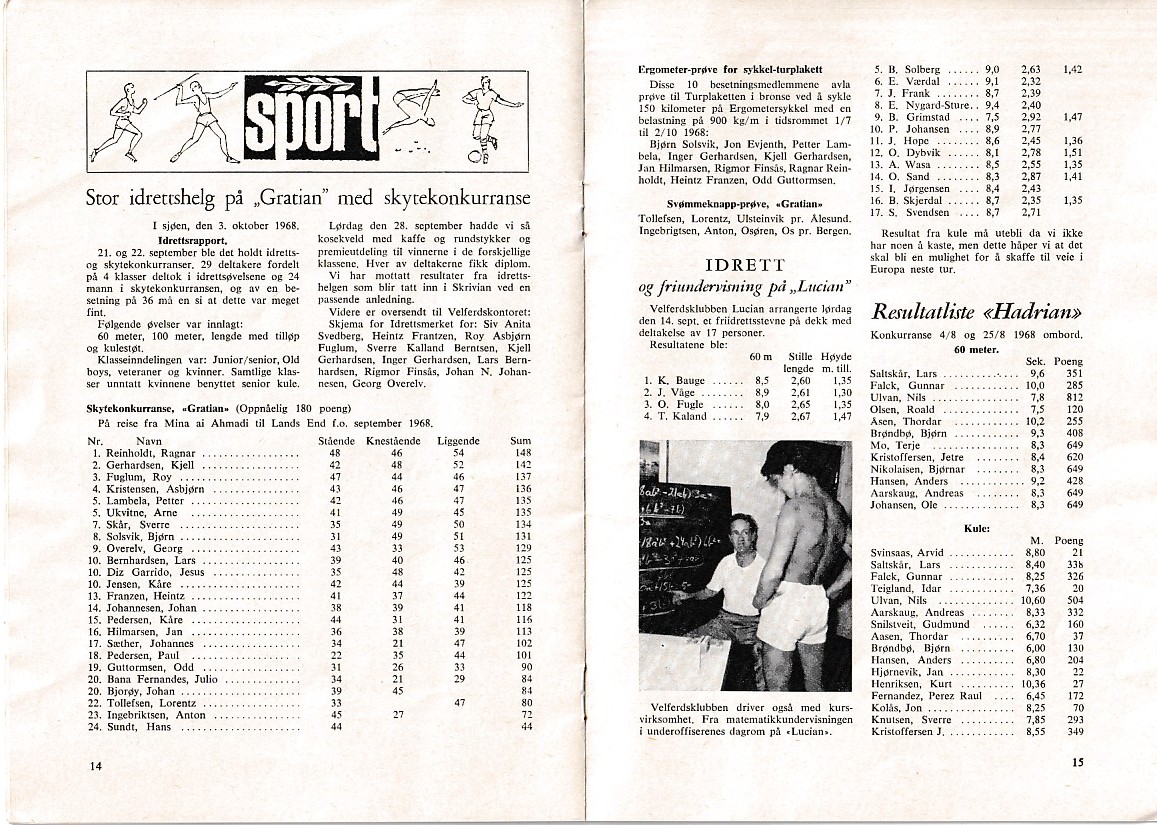 sport
Stor idrettshelg på „Gratian” med skytekonkurranse
I sjøen, den 3. oktober 1968.
Idrettsrapport.
21. og 22. september ble det holdt idretts-
og skytekonkurranser. 29 deltakere fordelt
på 4 klasser deltok i idrettsøvelsene og 24
mann i skytekonkurransen, og av en be-
setning på 36 må en si at dette var meget
fint.
Følgende øvelser var innlagt:
60 meter, 100 meter, lengde med tilløp
og kulestøt.
Klasseinndelingen var: Junior/senior, Old
boys, veteraner og kvinner. Samtlige klas-
ser unntatt kvinnene benyttet senior kule.
Lørdag den 28. september hadde vi så
kosekveld med kaffe og rundstykker og
premieutdeling til vinnerne i de forskjellige
klassene. Hver av deltakerne fikk diplom.
Vi har mottatt resultater fra idretts-
helgen som blir tatt inn i Skrivian ved en
passende anledning.
Videre er oversendt til Velferdskontoret:
Skjema for Idrettsmerket for: Siv Anita
Svedberg, Heintz Frantzen, Roy Asbjørn
Fuglum, Sverre Kalland Berntsen, Kjell
Gerhardsen, Inger Gerhardsen, Lars Bern-
hardsen, Rigmor Finsås, Johan N. Johan-
nesen, Georg Overelv.
Skytekonkurranse, «Gratian» (Oppnåelig 180 poeng)
På reise fra Mina ai Ahmadi til Lands End f.o. september 1968.
Nr. Navn Stående Knestående Liggende Sum
1. Reinholdt, Ragnar ................. 48 46 54 148
2. Gerhardsen, Kjell ................. 42 48 52 142
3. Fuglum, Roy ..................... 47 44 46 137
4. Kristensen, Asbjørn ................ 43 46 47 136
5. Lambela, Petter ................... 42 46 47 135
5. Ukvitne, Arne .................... 41 49 45 135
7. Skår, Sverre ..................... 35 49 50 134
8. Solsvik, Bjørn .................... 31 49 51 131
9. Overelv, Georg ................... 43 33 53 129
10. Bernhardsen, Lars ................. 39 40 46 125
10. Diz Garrido, Jesus ................ 35 48 42 125
10. Jensen, Kåre ..................... 42 44 39 125
13. Franzen, Heintz ................... 41 37 44 122
14. Johannesen, Johan ................. 38 39 41 118
15. Pedersen, Kåre ................... 44 31 41 116
16. Hilmarsen, Jan ................... 36 38 39 113
17. Sæther, Johannes ................. 34 21 47 102
18. Pedersen, Paul ................... 22 35 44 101
19. Guttormsen, Odd ................. 31 26 33 90
20. Bana Fernandes, Julio ............. 34 21 29 84
20. Bjorøy, Johan .................... 39 45 84
22. Tollefsen, Lorentz ................. 33 47 80
23. Ingebriktsen, Anton ............... 45 27 72
24. Sundt, Hans ..................... 44 44
14
Ergometer-prøve for sykkel-turplakett
Disse 10 besetningsmedlemmene avla
prøve til Turplaketten i bronse ved å sykle
150 kilometer på Ergometersykkel med en
belastning på 900 kg/m i tidsrommet 1/7
til 2/10 1968:
Bjørn Solsvik, Jon Evjenth, Petter Lam-
bela, Inger Gerhardsen, Kjell Gerhardsen,
Jan Hilmarsen, Rigmor Finsås, Ragnar Rein-
holdt, Heintz Franzen, Odd Guttormsen.
Svømmeknapp-prøve, «Gratian»
Tollefsen, Lorentz, Ulsteinvik pr. Ålesund.
Ingebrigtsen, Anton, Osøren, Os pr. Bergen.
IDRETT
og friundervisning på „Lucian”
Velferdsklubben Lucian arrangerte lørdag
den 14. sept. et friidrettsstevne på dekk med
deltakelse av 17 personer.
Resultatene ble:
60 m Stille Høyde
lengde m. till.
1. K. Bauge ...... 8,5 2,60 1,35
2. J. Våge ........ 8,9 2,61 1,30
3. O. Fugle ...... 8,0 2,65 1,35
4. T. Kaland ..... 7,9 2,67 1,47
Velferdsklubben driver også med kurs-
virksomhet. Fra matematikkundervisningen
i underoffiserenes dagrom på «Lucian».
5. B. Solberg ...... 9,0 2,63 1,42
6. E. Værdal ...... 9,1 2,32
7. J. Frank ........ 8,7 2,39
8. E. Nygard-Sture.. 9,4 2,40
9. B. Grimstad .... 7,5 2,92 1,47
10. P. Johansen .... 8,9 2,77
11. J. Hope ........ 8,6 2,45 1,36
12. O. Dybvik ..... 8,1 2,78 1,51
13. A. Wasa ....... 8,5 2,55 1,35
14. O. Sand ........ 8,3 2,87 1,41
15. I. Jørgensen .... 8,4 2,43
16. B. Skjerdal ...... 8,7 2,35 1,35
17. S. Svendsen .... 8,7 2,71
Resultat fra kule må utebli da vi ikke
har noen å kaste, men dette håper vi at det
skal bli en mulighet for å skaffe til veie i
Europa neste tur.
Resultatliste «Hadrian»
Konkurranse 4/8 og 25/8 1968 ombord.
60 meter.
Sek. Poeng
Saltskår, Lars ............ 9,6 351
Falck, Gunnar ............ 10,0 285
Ulvan, Nils .............. 7,8 812
Olsen, Roald ............. 7,5 120
Asen, Thordar ............ 10,2 255
Brøndbø, Bjørn ........... 9,3 408
Mo, Terje ................ 8,3 649
Kristoffersen, Jetre ........ 8,4 620
Nikolaisen, Bjørnar ........ 8,3 649
Hansen, Anders ........... 9,2 428
Aarskaug, Andreas ........ 8,3 649
Johansen, Ole ............ 8,3 649
Kule:
M. Poeng
Svinsaas, Arvid ........... 8,80 21
Saltskår, Lars ............ 8,40 338
Falck, Gunnar ............ 8,25 326
Teigland, Idar ............ 7,36 20
Ulvan, Nils .............. 10,60 504
Aarskaug, Andreas ........ 8,33 332
Snilstveit, Gudmund ...... 6,32 160
Aasen, Thordar ........... 6,70 37
Brøndbø, Bjørn ........... 6,00 130
Hansen, Anders ........... 6,80 204
Hjørnevik, Jan ............ 8,30 22
Henriksen, Kurt .......... 10,36 27
Fernandez, Perez Raul .... 6,45 172
Kolås, Jon ............... 8,25 70
Knutsen, Sverre .......... 7,85 293
Kristoffersen J. ............ 8,55 349
15